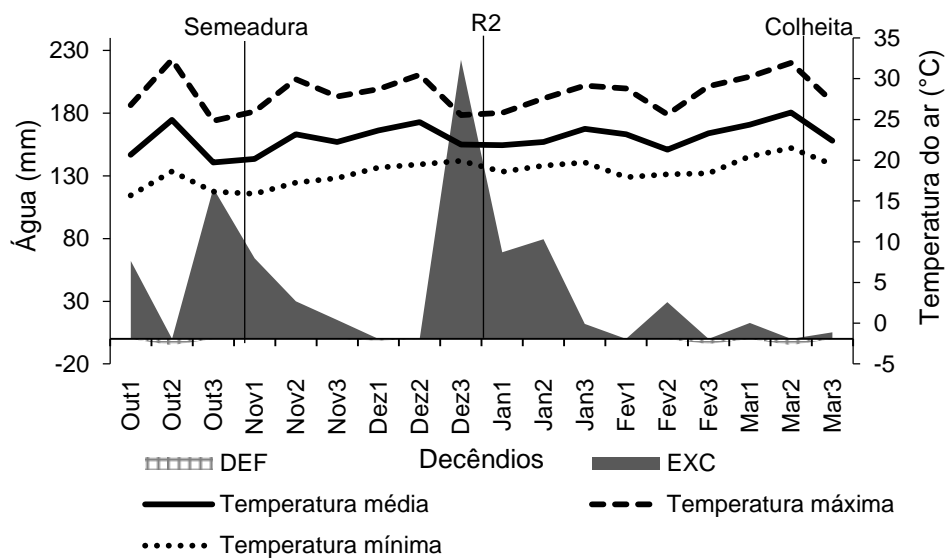 Semeadura R2 Colheita
230
180
130
80
30
-20
Água (mm)
35
30
25
20
15
10
5
0
-5
Temperatura do ar (°C)
Out1 Out2 Out3 Nov1 Nov2 Nov3 Dez1 Dez2 Dez3 Jan1 Jan2 Jan3 Fev1 Fev2 Fev3 Mar1 Mar2 Mar3
Decêndios
DEF EXC
Temperatura média Temperatura máxima
Temperatura mínima